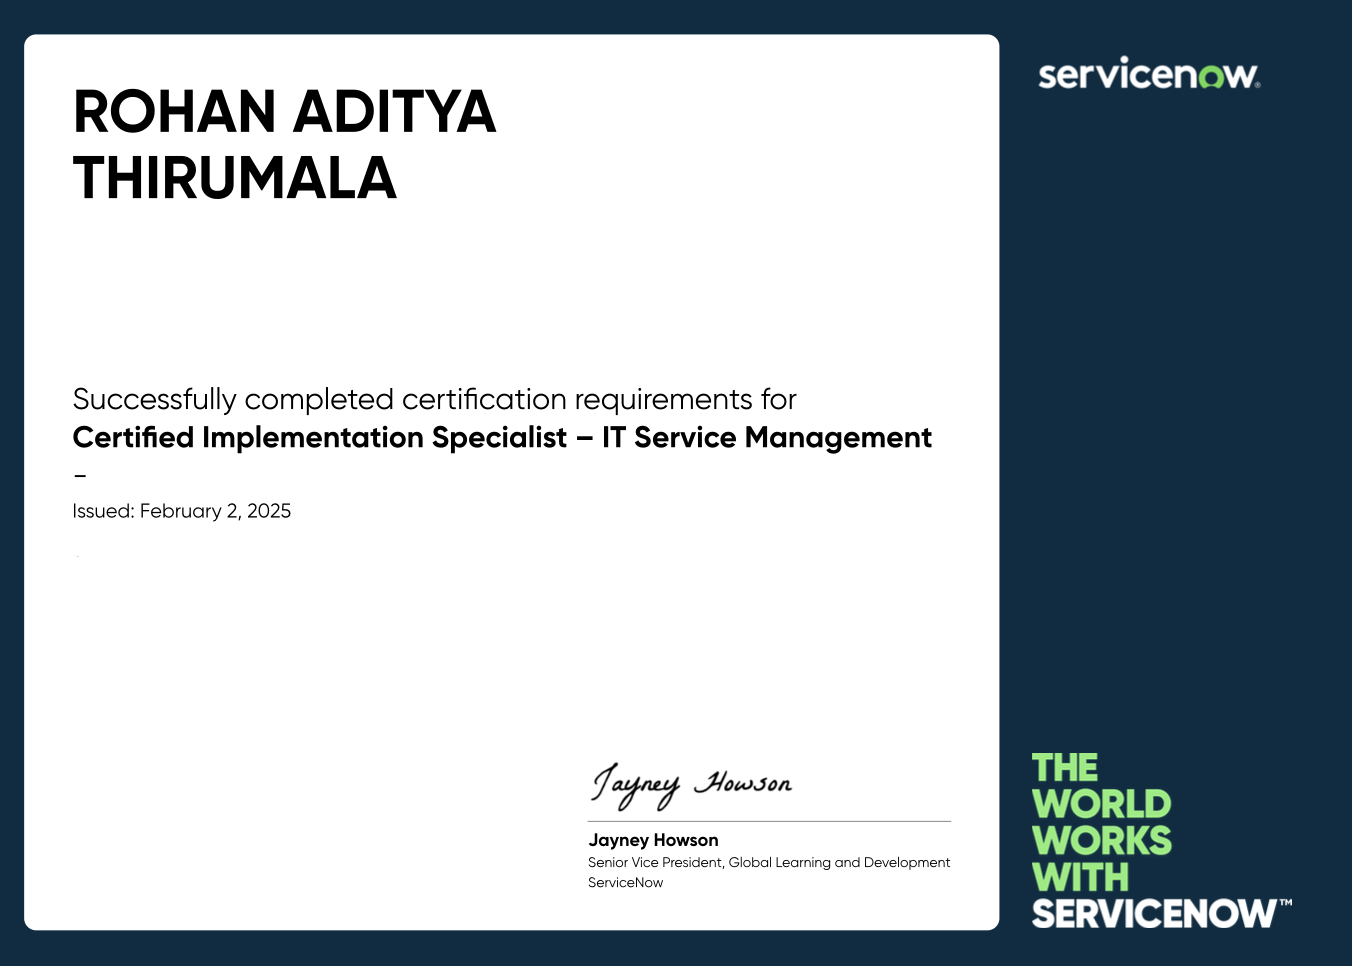 ROHAN ADITYA
THIRUMALA
servicenow®
Successfully completed certification requirements for
Certified Implementation Specialist – IT Service Management
–
Issued: February 2, 2025
Jayney Howson
Jayney Howson
Senior Vice President, Global Learning and Development
ServiceNow
THE
WORLD
WORKS
WITH
SERVICENOW™